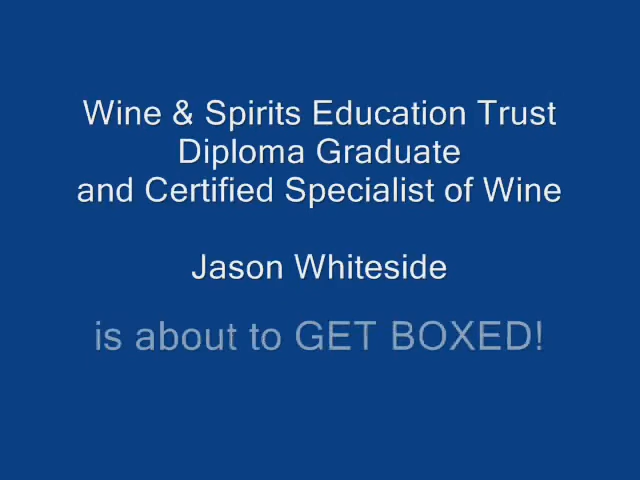 Wine & Spirits Education Trust
Diploma Graduate
and Certified Specialist of Wine
Jason Whiteside
is about to GET BOXED!